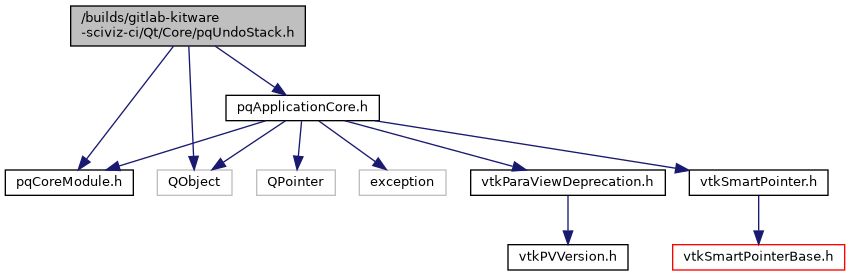 /builds/gitlab-kitware
-sciviz-ci/Qt/Core/pqUndoStack.h
pqApplicationCore.h
pqCoreModule.h
QObject
QPointer
exception
vtkParaViewDeprecation.h
vtkSmartPointer.h
vtkPVVersion.h
vtkSmartPointerBase.h